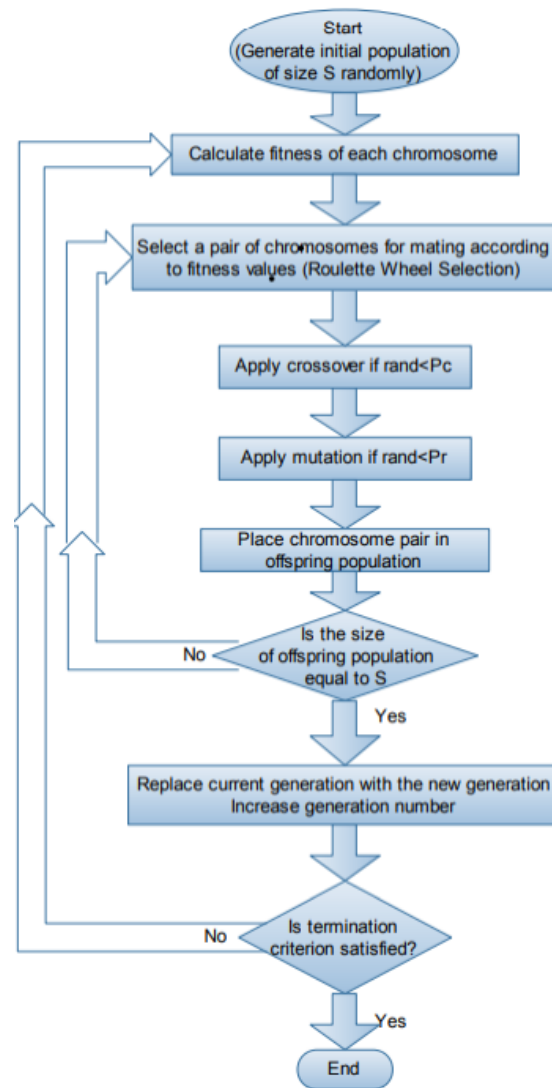 Start
(Generate initial population
of size S randomly)
Calculate fitness of each chromosome
Select a pair of chromosomes for mating according
to fitness values (Roulette Wheel Selection)
Apply crossover if rand<Pc
Apply mutation if rand<Pr
Place chromosome pair in
offspring population
Is the size
of offspring population
equal to S
No
Yes
Replace current generation with the new generation
Increase generation number
Is termination
criterion satisfied?
No
Yes
End